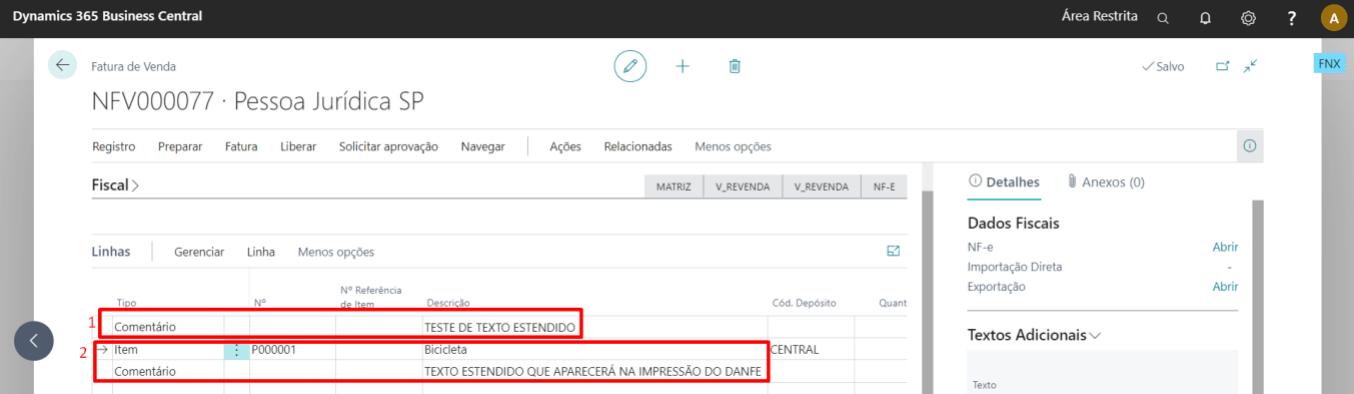 Dynamics 365 Business Central
Área Restrita
?
A
Fatura de Venda
Salvo
FNX
NFV000077 · Pessoa Jurídica SP
Registro Preparar Fatura Liberar Solicitar aprovação Navegar Ações Relacionadas Menos opções
Fiscal
MATRIZ V_REVENDA V_REVENDA NF-E
Linhas Gerenciar Linha Menos opções
Tipo Nº Nº Referência
de Item Descrição Cód. Depósito Quant
1 Comentário TESTE DE TEXTO ESTENDIDO
2 Item P000001 Bicicleta CENTRAL
Comentário TEXTO ESTENDIDO QUE APARECERÁ NA IMPRESSÃO DO DANFE
Detalhes Anexos (0)
Dados Fiscais
NF-e Abrir
Importação Direta -
Exportação Abrir
Textos Adicionais
Texto